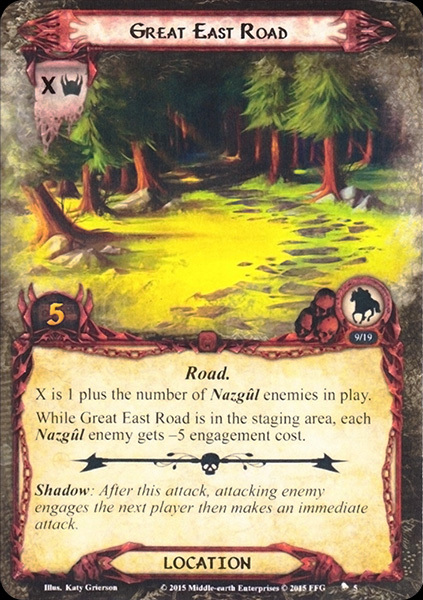 GREAT EAST ROAD
X
5
9/19
Road.
X is 1 plus the number of Nazgûl enemies in play.
While Great East Road is in the staging area, each
Nazgûl enemy gets –5 engagement cost.
Shadow: After this attack, attacking enemy
engages the next player then makes an immediate
attack.
LOCATION
Illus. Katy Grierson © 2015 Middle-earth Enterprises © 2015 FFG 5